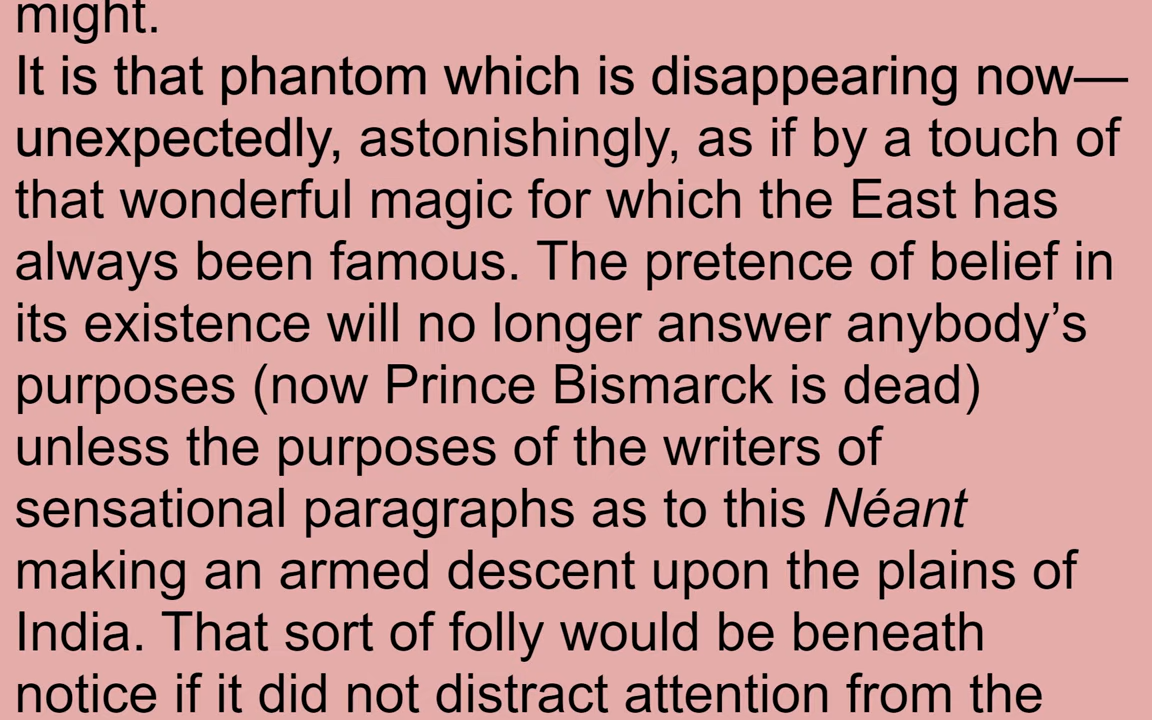 might.
It is that phantom which is disappearing now—
unexpectedly, astonishingly, as if by a touch of
that wonderful magic for which the East has
always been famous. The pretence of belief in
its existence will no longer answer anybody’s
purposes (now Prince Bismarck is dead)
unless the purposes of the writers of
sensational paragraphs as to this Néant
making an armed descent upon the plains of
India. That sort of folly would be beneath
notice if it did not distract attention from the